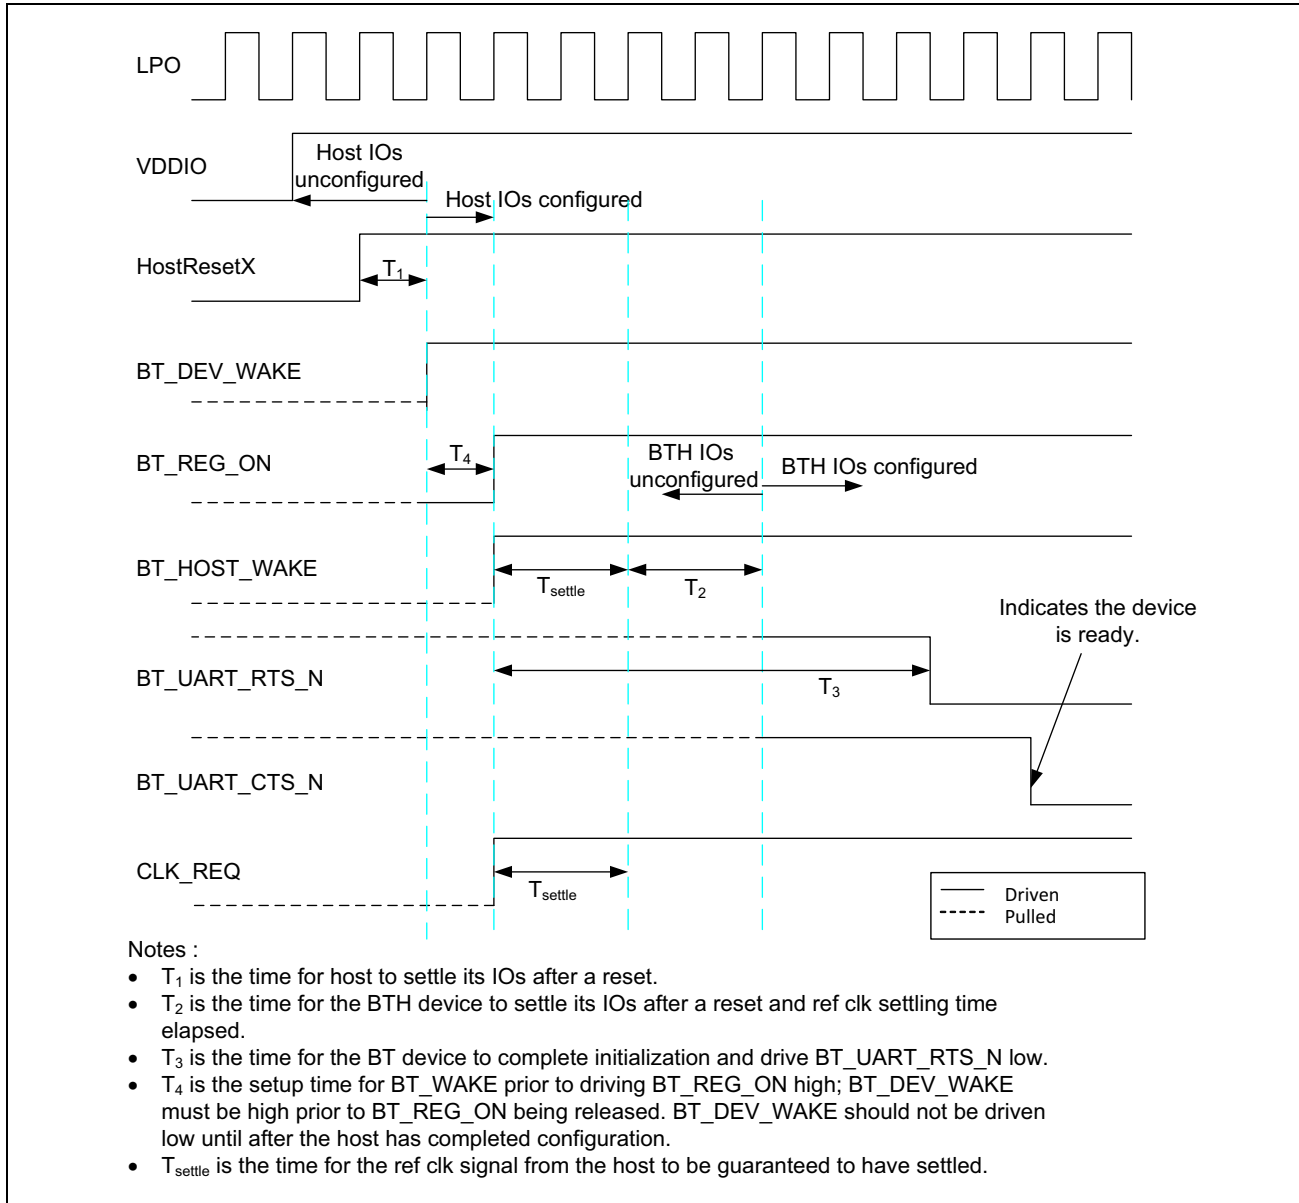 LPO
VDDIO
Host IOs
unconfigured
Host IOs configured
HostResetX
T₁
BT_DEV_WAKE
BT_REG_ON
T₄
BTH IOs
unconfigured
BTH IOs configured
BT_HOST_WAKE
Tsettle
T₂
Indicates the device
is ready.
BT_UART_RTS_N
T₃
BT_UART_CTS_N
CLK_REQ
Tsettle
Driven
Pulled
Notes :
• T₁ is the time for host to settle its IOs after a reset.
• T₂ is the time for the BTH device to settle its IOs after a reset and ref clk settling time
elapsed.
• T₃ is the time for the BT device to complete initialization and drive BT_UART_RTS_N low.
• T₄ is the setup time for BT_WAKE prior to driving BT_REG_ON high; BT_DEV_WAKE
must be high prior to BT_REG_ON being released. BT_DEV_WAKE should not be driven
low until after the host has completed configuration.
• Tsettle is the time for the ref clk signal from the host to be guaranteed to have settled.